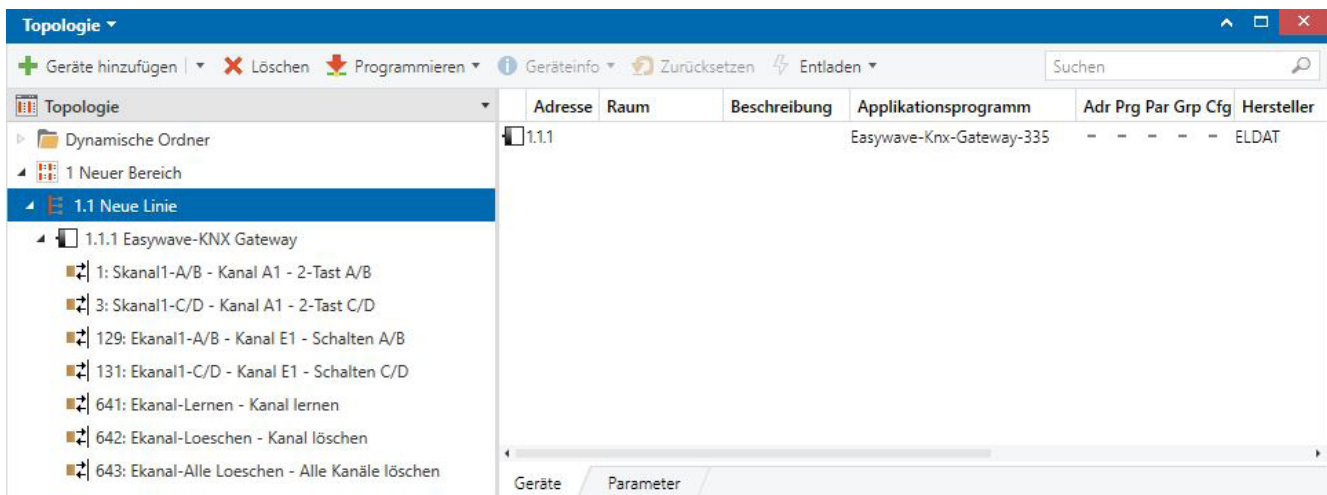 Topologie
Geräte hinzufügen Löschen Programmieren Geräteinfo Zurücksetzen Entladen Suchen
Topologie
Dynamische Ordner
1 Neuer Bereich
1.1 Neue Linie
1.1.1 Easywave-KNX Gateway
1: Skanal1-A/B - Kanal A1 - 2-Tast A/B
3: Skanal1-C/D - Kanal A1 - 2-Tast C/D
129: Ekanal1-A/B - Kanal E1 - Schalten A/B
131: Ekanal1-C/D - Kanal E1 - Schalten C/D
641: Ekanal-Lernen - Kanal lernen
642: Ekanal-Loeschen - Kanal löschen
643: Ekanal-Alle Loeschen - Alle Kanäle löschen
Adresse Raum Beschreibung Applikationsprogramm Adr Prg Par Grp Cfg Hersteller
1.1.1 Easywave-Knx-Gateway-335 - - - - - ELDAT
Geräte Parameter